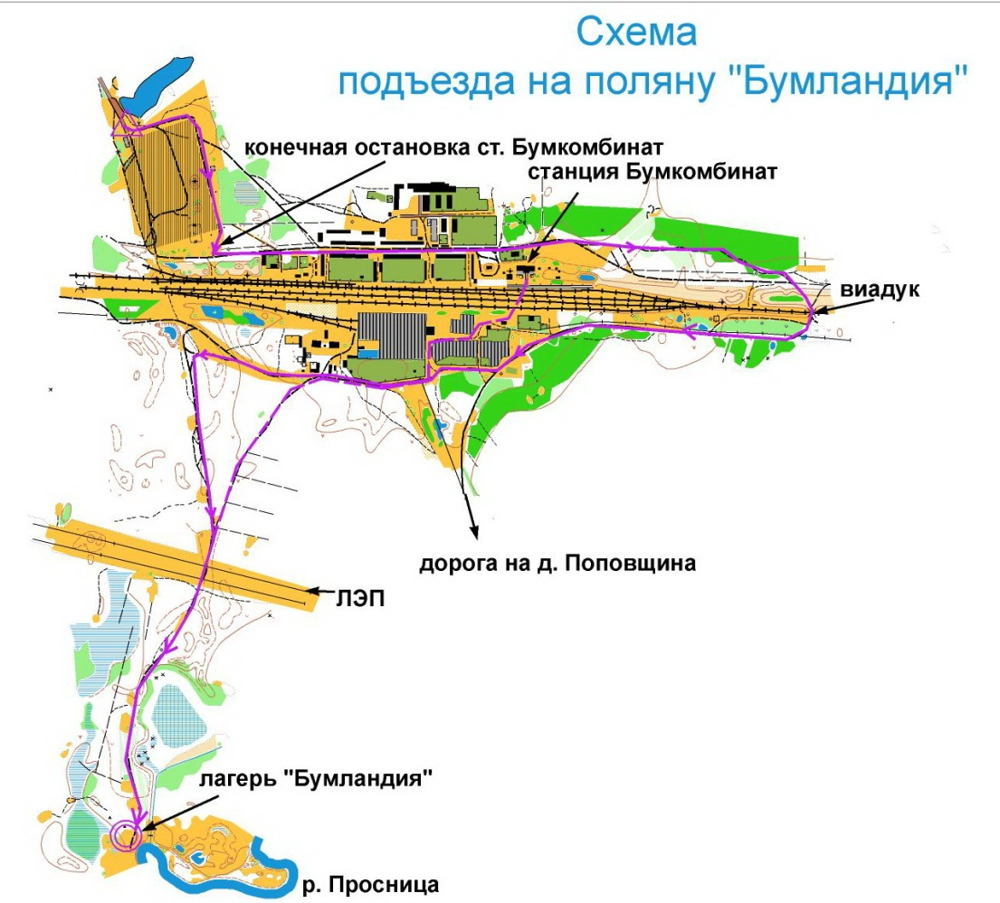 Схема
подъезда на поляну "Бумландия"
конечная остановка ст. Бумкомбинат
станция Бумкомбинат
виадук
дорога на д. Поповщина
ЛЭП
лагерь "Бумландия"
р. Просница